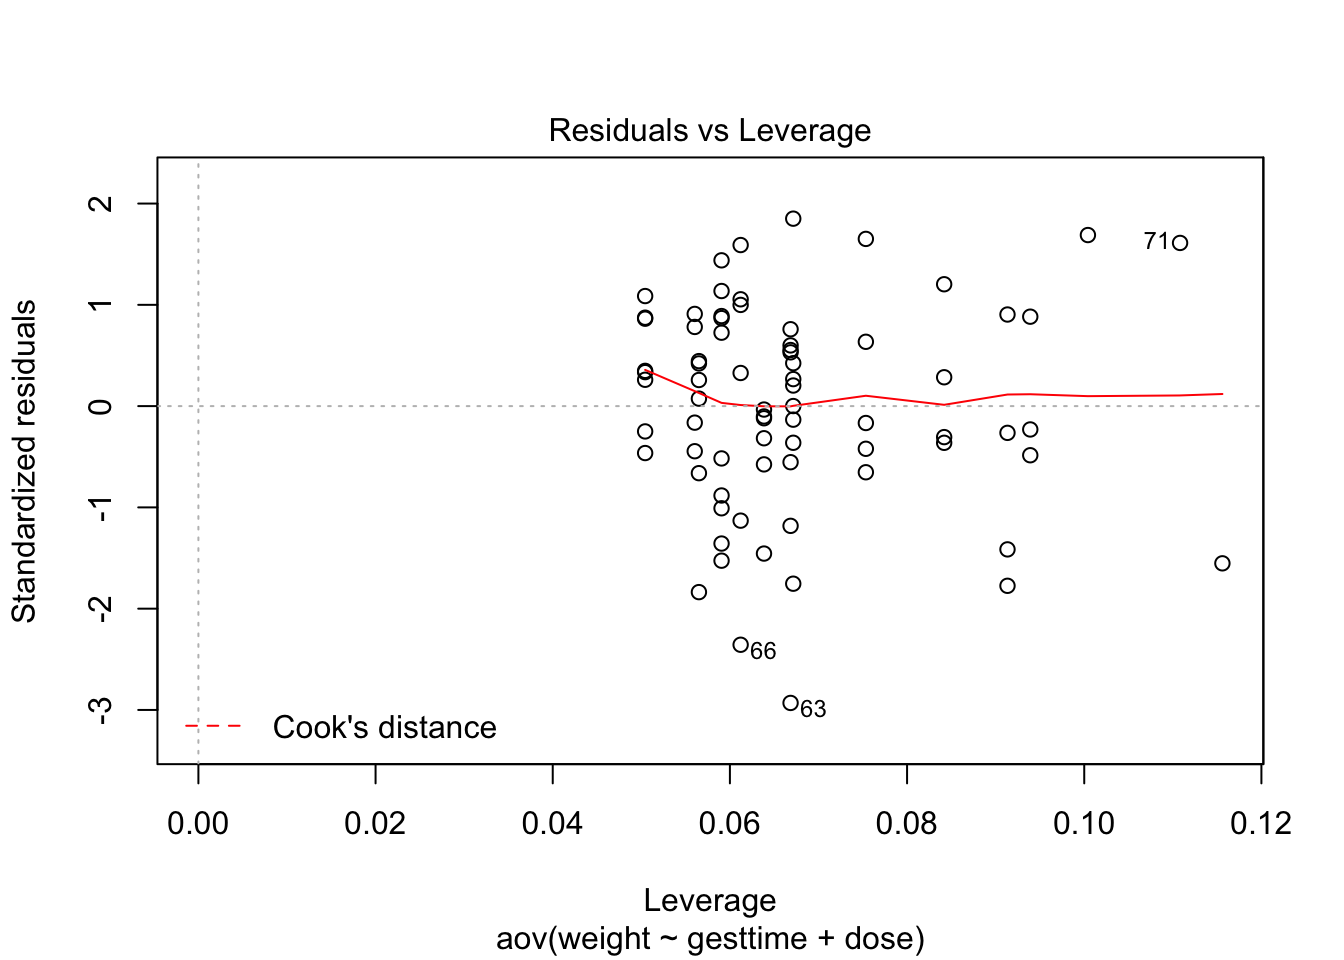 Residuals vs Leverage
Standardized residuals
2
1
0
-1
-2
-3
71
66
63
Cook's distance
0.00 0.02 0.04 0.06 0.08 0.10 0.12
Leverage
aov(weight ~ gesttime + dose)